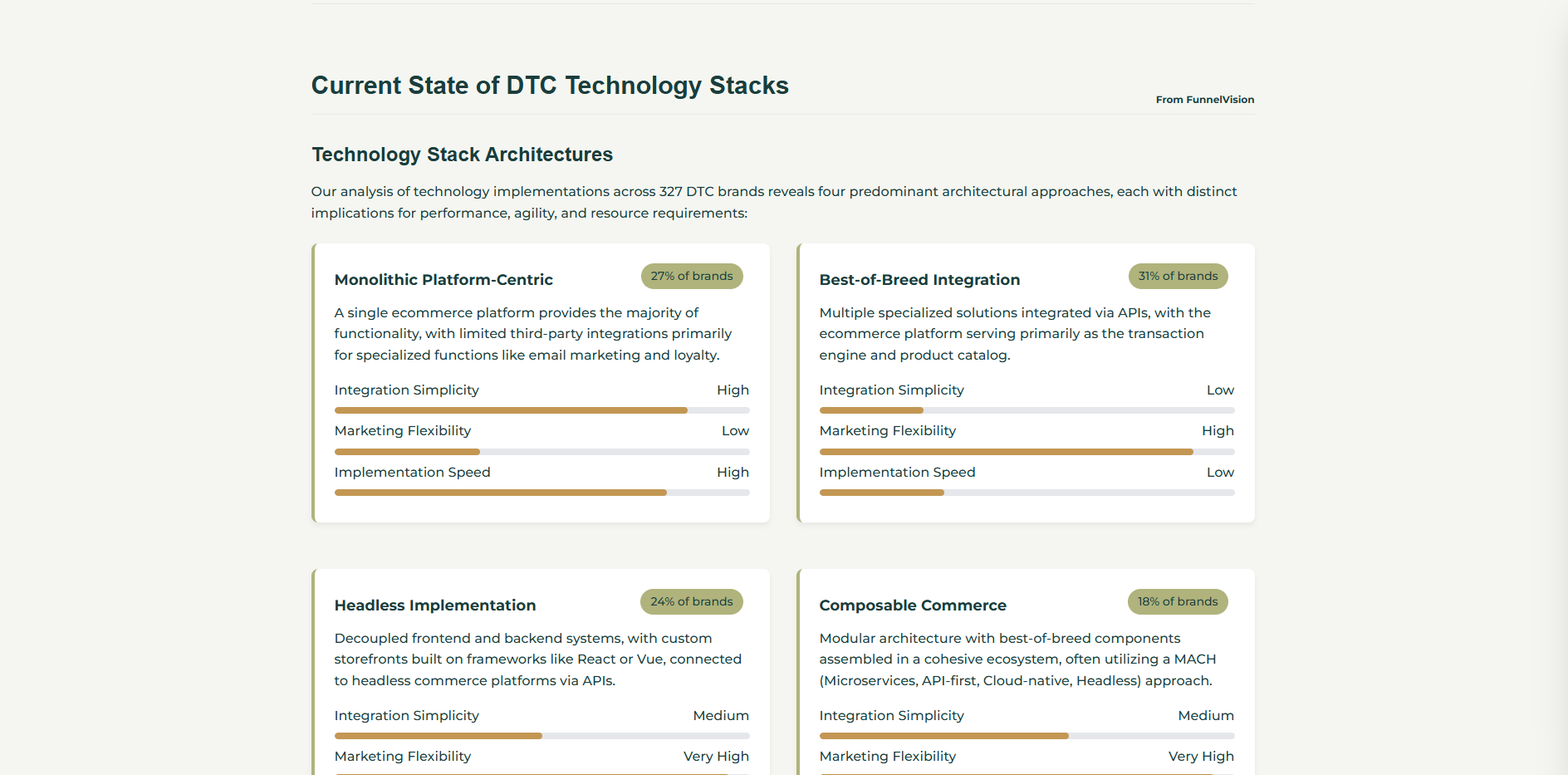 Current State of DTC Technology Stacks
From FunnelVision
Technology Stack Architectures
Our analysis of technology implementations across 327 DTC brands reveals four predominant architectural approaches, each with distinct
implications for performance, agility, and resource requirements:
Monolithic Platform-Centric
27% of brands
A single ecommerce platform provides the majority of
functionality, with limited third-party integrations primarily
for specialized functions like email marketing and loyalty.
Integration Simplicity High
Marketing Flexibility Low
Implementation Speed High
Best-of-Breed Integration
31% of brands
Multiple specialized solutions integrated via APIs, with the
ecommerce platform serving primarily as the transaction
engine and product catalog.
Integration Simplicity Low
Marketing Flexibility High
Implementation Speed Low
Headless Implementation
24% of brands
Decoupled frontend and backend systems, with custom
storefronts built on frameworks like React or Vue, connected
to headless commerce platforms via APIs.
Integration Simplicity Medium
Marketing Flexibility Very High
Composable Commerce
18% of brands
Modular architecture with best-of-breed components
assembled in a cohesive ecosystem, often utilizing a MACH
(Microservices, API-first, Cloud-native, Headless) approach.
Integration Simplicity Medium
Marketing Flexibility Very High